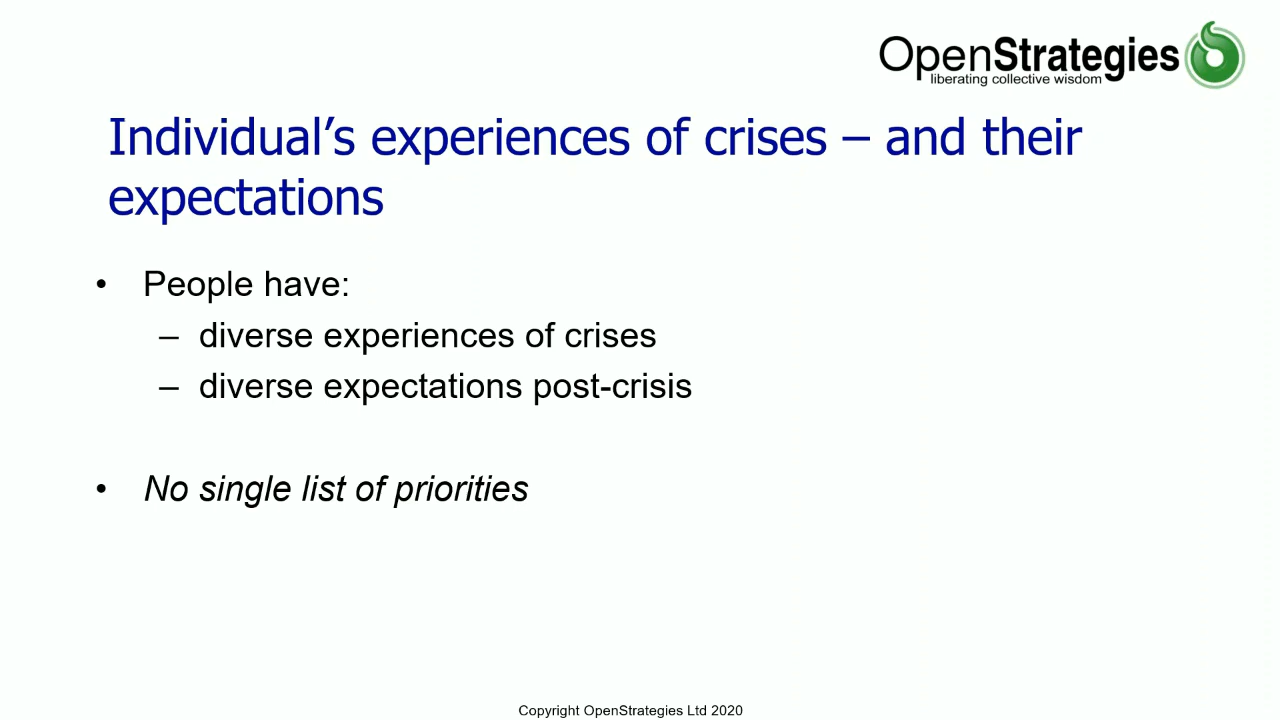 OpenStrategies
liberating collective wisdom
Individual’s experiences of crises – and their
expectations
• People have:
– diverse experiences of crises
– diverse expectations post-crisis
• No single list of priorities
Copyright OpenStrategies Ltd 2020